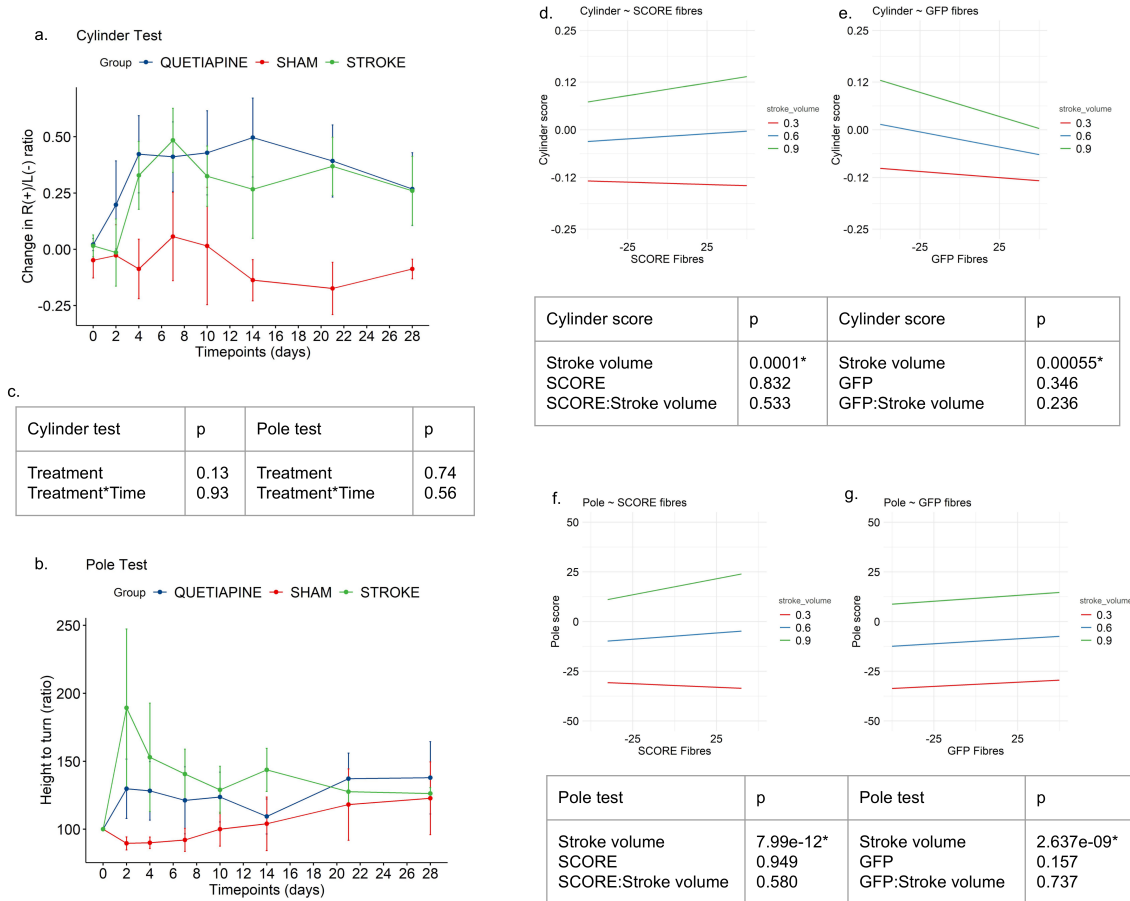 a. Cylinder Test
Group QUETIAPINE SHAM STROKE
Change in R(+)/L(-) ratio
0.50
0.25
0.00
-0.25
0 2 4 6 8 10 12 14 16 18 20 22 24 26 28
Timepoints (days)
c.
Cylinder test p Pole test p
Treatment 0.13 Treatment 0.74
Treatment*Time 0.93 Treatment*Time 0.56
b. Pole Test
Group QUETIAPINE SHAM STROKE
Height to turn (ratio)
250
200
150
100
0 2 4 6 8 10 12 14 16 18 20 22 24 26 28
Timepoints (days)
d. Cylinder ~ SCORE fibres
Cylinder score
0.25
0.12
0.00
-0.12
-0.25
-25 25
SCORE Fibres
stroke_volume
0.3
0.6
0.9
e. Cylinder ~ GFP fibres
Cylinder score
0.25
0.12
0.00
-0.12
-0.25
-25 25
GFP Fibres
stroke_volume
0.3
0.6
0.9
Cylinder score p Cylinder score p
Stroke volume 0.0001* Stroke volume 0.00055*
SCORE 0.832 GFP 0.346
SCORE:Stroke volume 0.533 GFP:Stroke volume 0.236
f. Pole ~ SCORE fibres
Pole score
50
25
0
-25
-50
-25 25
SCORE Fibres
stroke_volume
0.3
0.6
0.9
g. Pole ~ GFP fibres
Pole score
50
25
0
-25
-50
-25 25
GFP Fibres
stroke_volume
0.3
0.6
0.9
Pole test p Pole test p
Stroke volume 7.99e-12* Stroke volume 2.637e-09*
SCORE 0.949 GFP 0.157
SCORE:Stroke volume 0.580 GFP:Stroke volume 0.737